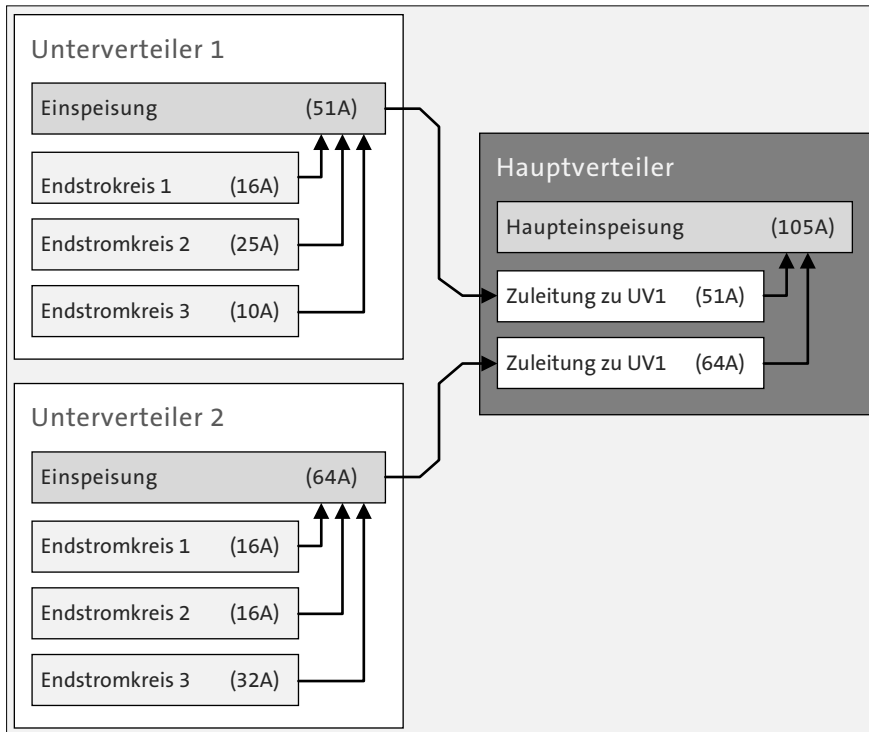 Unterverteiler 1
Einspeisung (51A)
Endstrokreis 1 (16A)
Endstromkreis 2 (25A)
Endstromkreis 3 (10A)
Unterverteiler 2
Einspeisung (64A)
Endstromkreis 1 (16A)
Endstromkreis 2 (16A)
Endstromkreis 3 (32A)
Hauptverteiler
Haupteinspeisung (105A)
Zuleitung zu UV1 (51A)
Zuleitung zu UV1 (64A)